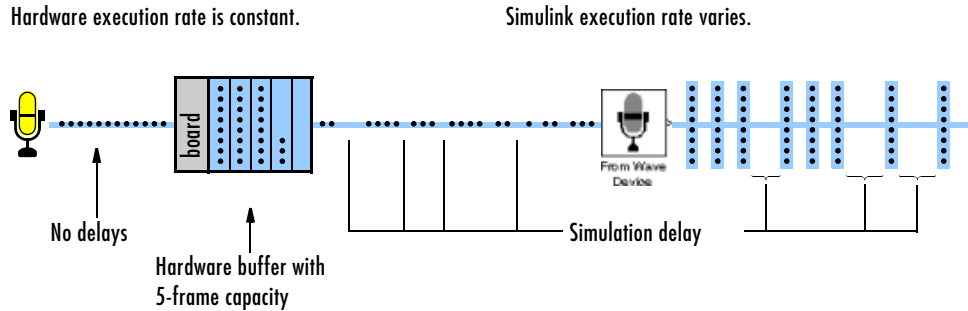 Hardware execution rate is constant.
Simulink execution rate varies.
board
From Wave
Device
No delays
Simulation delay
Hardware buffer with
5-frame capacity